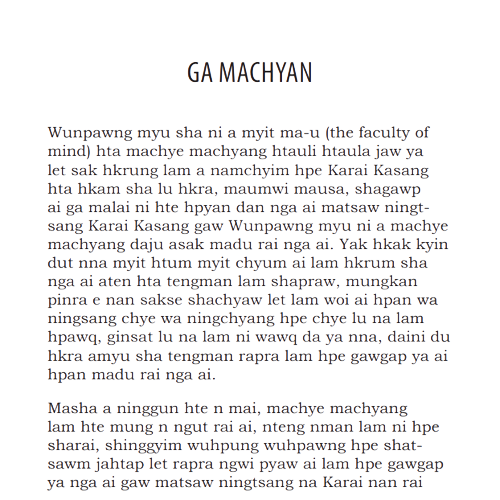 GA MACHYAN
Wunpawng myu sha ni a myit ma-u (the faculty of
mind) hta machye machyang htauli htaula jaw ya
let sak hkrung lam a namchyim hpe Karai Kasang
hta hkam sha lu hkra, maumwi mausa, shagawp
ai ga malai ni hte hpyan dan nga ai matsaw ningt-
sang Karai Kasang gaw Wunpawng myu ni a machye
machyang daju asak madu rai nga ai. Yak hkak kyin
dut nna myit htum myit chyum ai lam hkrum sha
nga ai aten hta tengman lam shapraw, mungkan
pinra e nan sakse shachyaw let lam woi ai hpan wa
ningsang chye wa ningchyang hpe chye lu na lam
hpawq, ginsat lu na lam ni wawq da ya nna, daini du
hkra amyu sha tengman rapra lam hpe gawgap ya ai
hpan madu rai nga ai.
Masha a ninggun hte n mai, machye machyang
lam hte mung n ngut rai ai, nteng nman lam ni hpe
sharai, shinggyim wuhpung wuhpawng hpe shat-
sawm jahtap let rapra ngwi pyaw ai lam hpe gawgap
ya nga ai gaw matsaw ningtsang na Karai nan rai